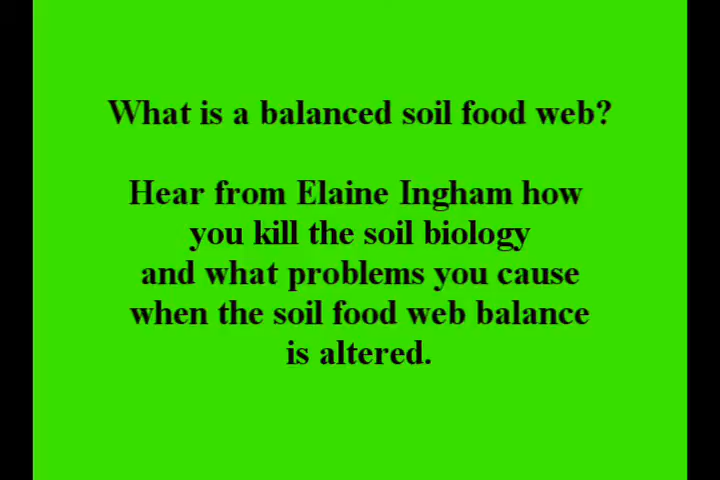 What is a balanced soil food web?
Hear from Elaine Ingham how
you kill the soil biology
and what problems you cause
when the soil food web balance
is altered.